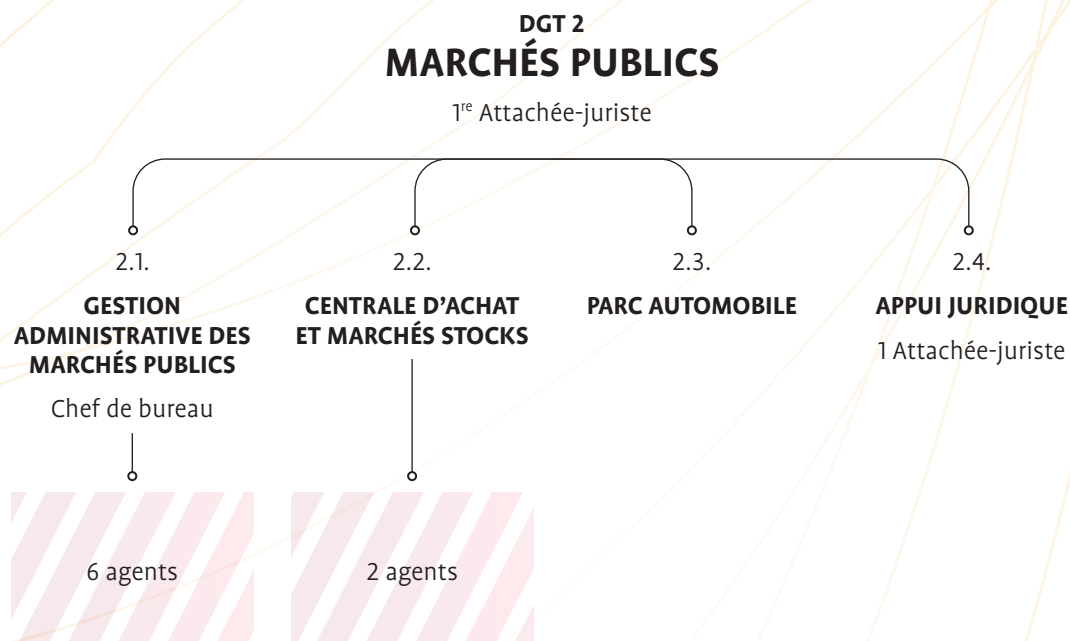 DGT 2
MARCHÉS PUBLICS
1re Attachée-juriste
2.1.
GESTION
ADMINISTRATIVE DES
MARCHÉS PUBLICS
Chef de bureau
6 agents
2.2.
CENTRALE D’ACHAT
ET MARCHÉS STOCKS
2 agents
2.3.
PARC AUTOMOBILE
2.4.
APPUI JURIDIQUE
1 Attachée-juriste